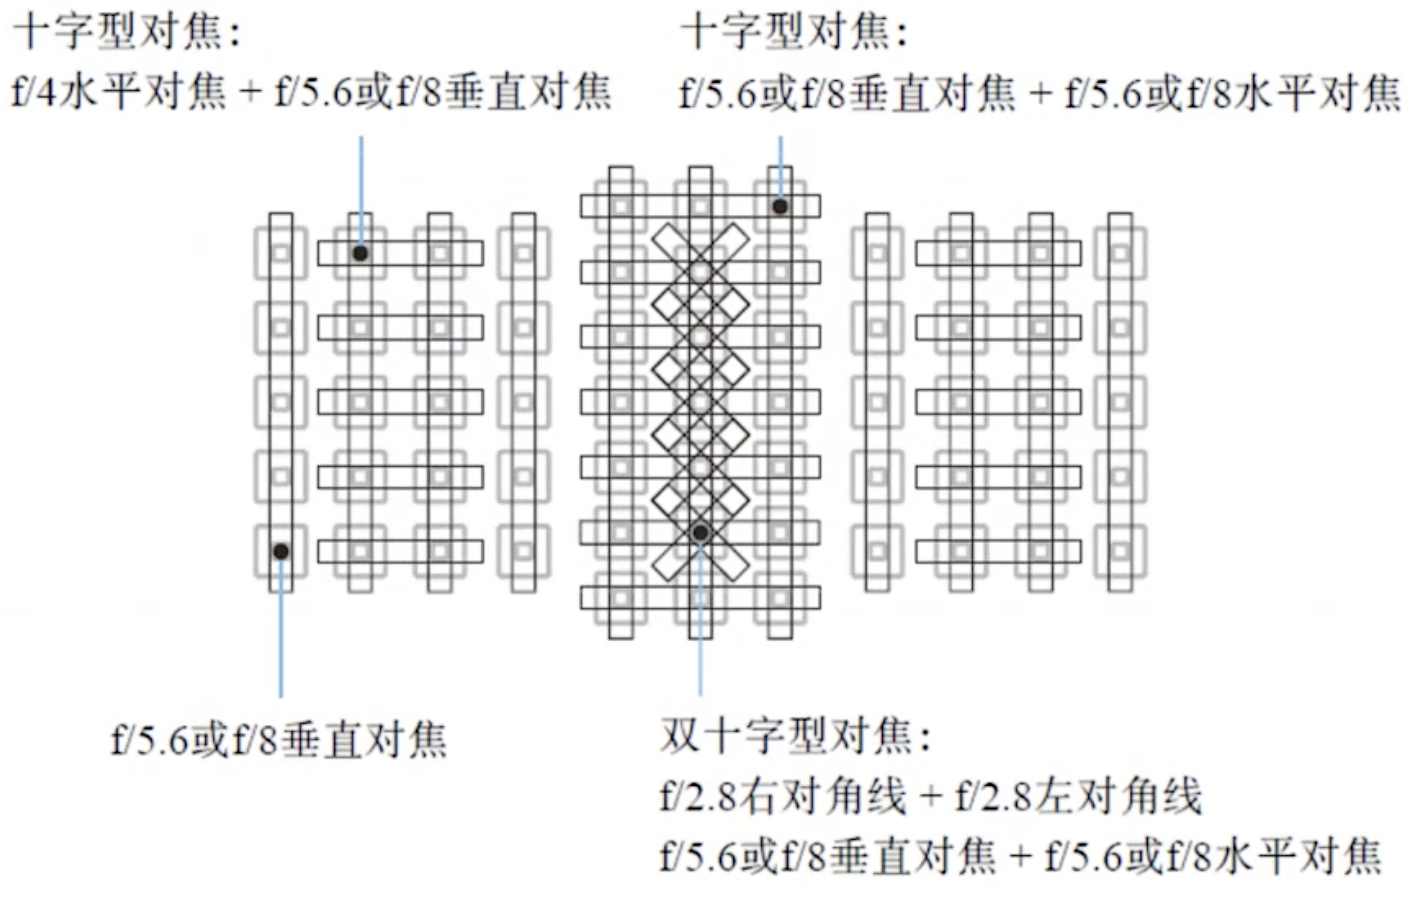 十字型对焦：
f/4水平对焦 + f/5.6或f/8垂直对焦
十字型对焦：
f/5.6或f/8垂直对焦 + f/5.6或f/8水平对焦
f/5.6或f/8垂直对焦
双十字型对焦：
f/2.8右对角线 + f/2.8左对角线
f/5.6或f/8垂直对焦 + f/5.6或f/8水平对焦